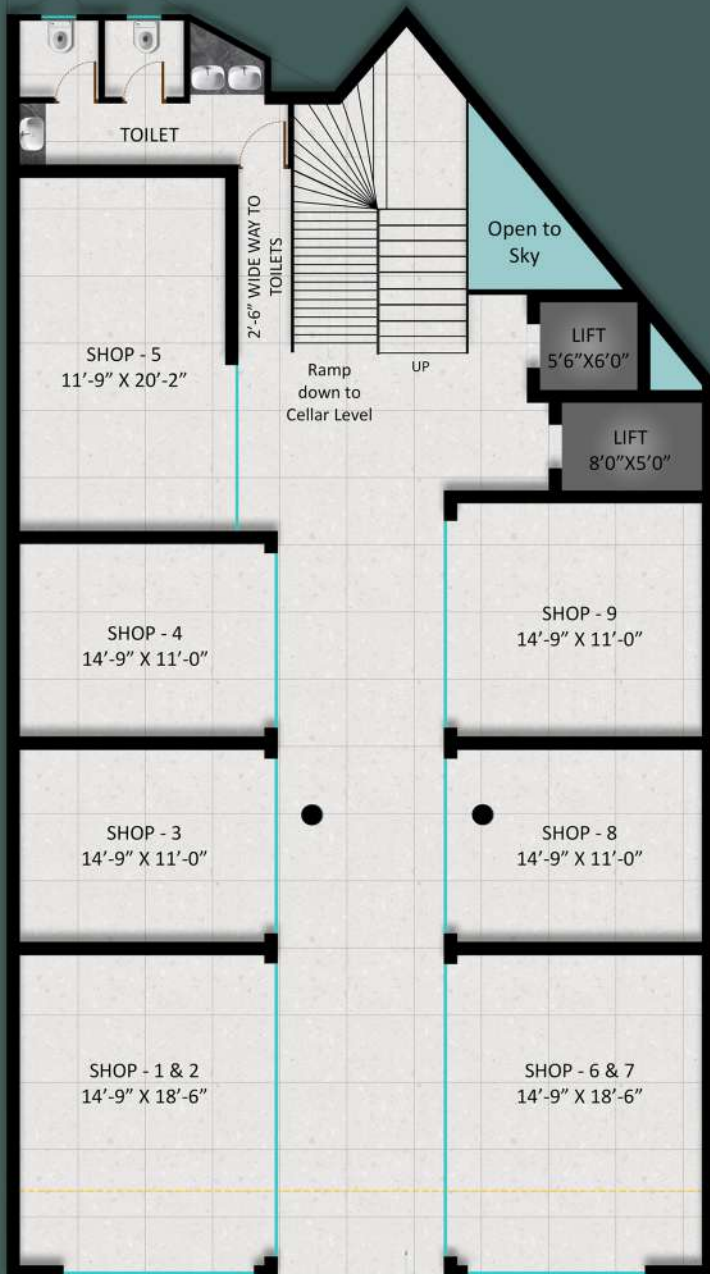 TOILET
2'-6" WIDE WAY TO
TOILETS
Open to
Sky
LIFT
5'6"X6'0"
SHOP - 5
11'-9" X 20'-2"
Ramp
down to
Cellar Level
UP
LIFT
8'0"X5'0"
SHOP - 4
14'-9" X 11'-0"
SHOP - 9
14'-9" X 11'-0"
SHOP - 3
14'-9" X 11'-0"
SHOP - 8
14'-9" X 11'-0"
SHOP - 1 & 2
14'-9" X 18'-6"
SHOP - 6 & 7
14'-9" X 18'-6"